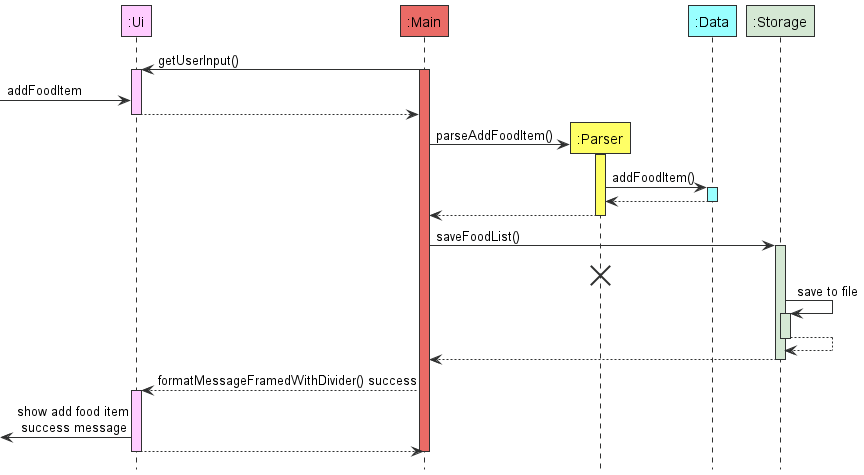 :Ui
:Main
:Data
:Storage
getUserInput()
addFoodItem
parseAddFoodItem()
:Parser
addFoodItem()
saveFoodList()
save to file
formatMessageFramedWithDivider() success
show add food item
success message